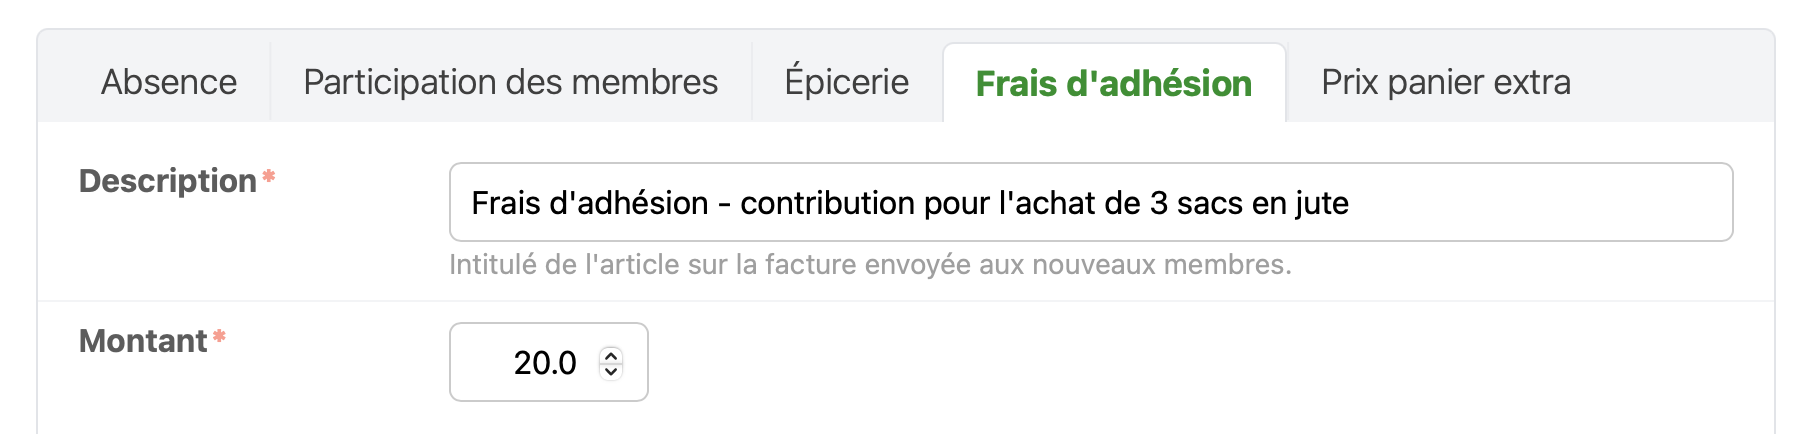 Absence
Participation des membres
Épicerie
Frais d'adhésion
Prix panier extra
Description*
Frais d'adhésion - contribution pour l'achat de 3 sacs en jute
Intitulé de l'article sur la facture envoyée aux nouveaux membres.
Montant*
20.0